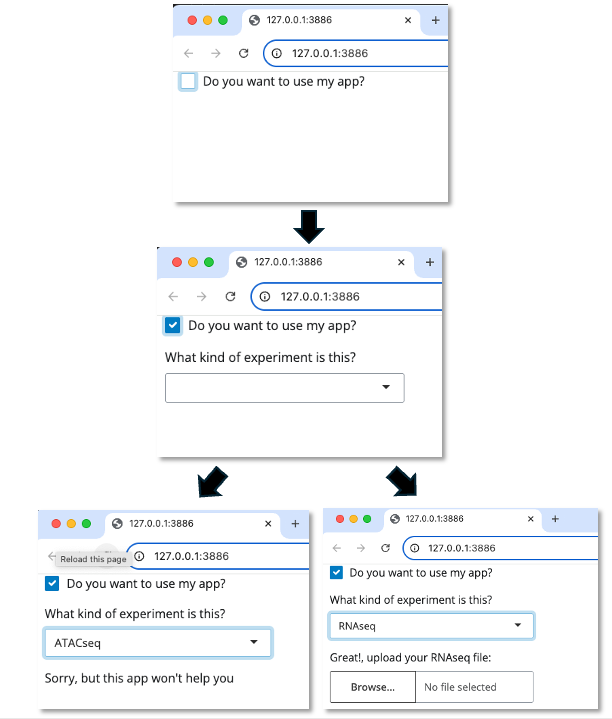 127.0.0.1:3886
127.0.0.1:3886
Do you want to use my app?
127.0.0.1:3886
127.0.0.1:3886
Do you want to use my app?
What kind of experiment is this?
127.0.0.1:3886
Reload this page
127.0.0.1:3886
Do you want to use my app?
What kind of experiment is this?
ATACseq
Sorry, but this app won't help you
127.0.0.1:3886
127.0.0.1:3886
Do you want to use my app?
What kind of experiment is this?
RNAseq
Great!, upload your RNAseq file:
Browse... No file selected